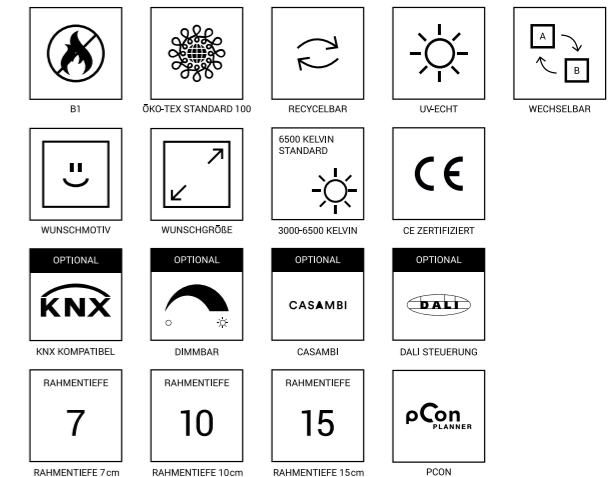 A
B
B1
ÖKO-TEX STANDARD 100
RECYCELBAR
UV-ECHT
WECHSELBAR
6500 KELVIN
STANDARD
CE
WUNSCHMOTIV
WUNSCHGRÖßE
3000-6500 KELVIN
CE ZERTIFIZIERT
OPTIONAL
OPTIONAL
OPTIONAL
OPTIONAL
KNX
CASAMBI
DALI
KNX KOMPATIBEL
DIMMBAR
CASAMBI
DALI STEUERUNG
RAHMENTIEFE
RAHMENTIEFE
RAHMENTIEFE
7
10
15
pCon
PLANNER
RAHMENTIEFE 7cm
RAHMENTIEFE 10cm
RAHMENTIEFE 15cm
PCON